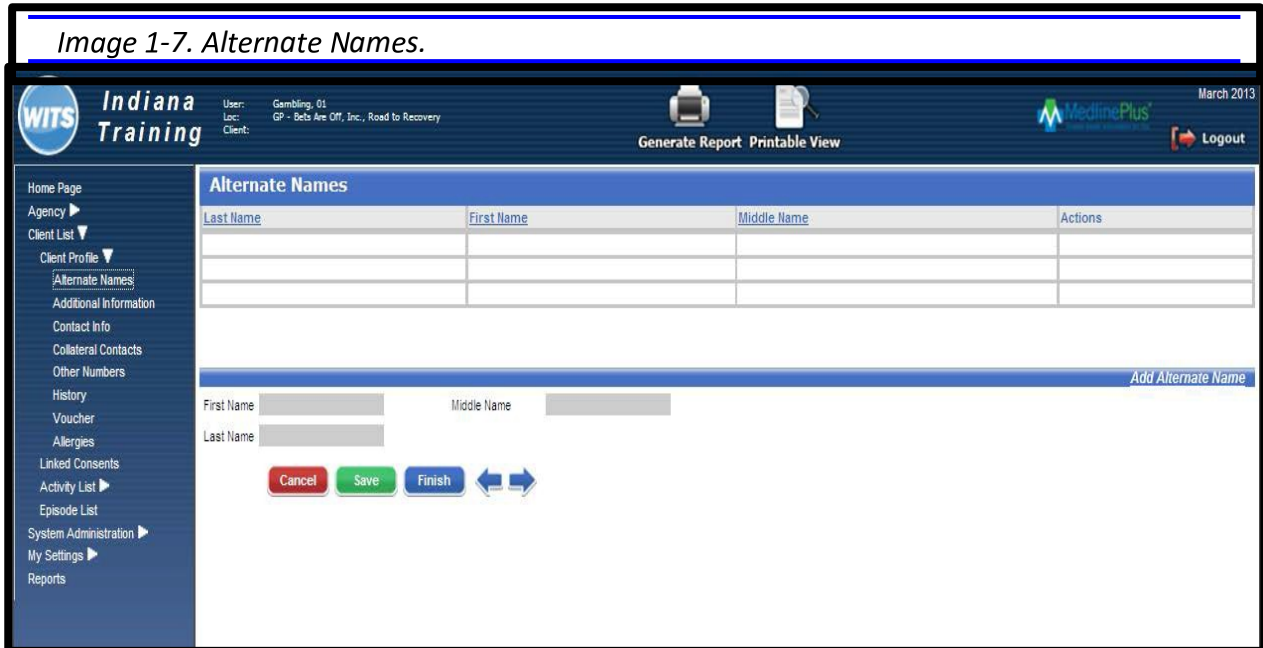 Image 1-7. Alternate Names.
WITS
Indiana
Training
User: Gambling, 01
Loc: GP - Bets Are Off, Inc., Road to Recovery
Client:
Generate Report Printable View
MedlinePlus
March 2013
Logout
Home Page
Agency
Client List
Client Profile
Alternate Names
Additional Information
Contact Info
Collateral Contacts
Other Numbers
History
Voucher
Allergies
Linked Consents
Activity List
Episode List
System Administration
My Settings
Reports
Alternate Names
Last Name First Name Middle Name Actions
Add Alternate Name
First Name Middle Name
Last Name
Cancel Save Finish